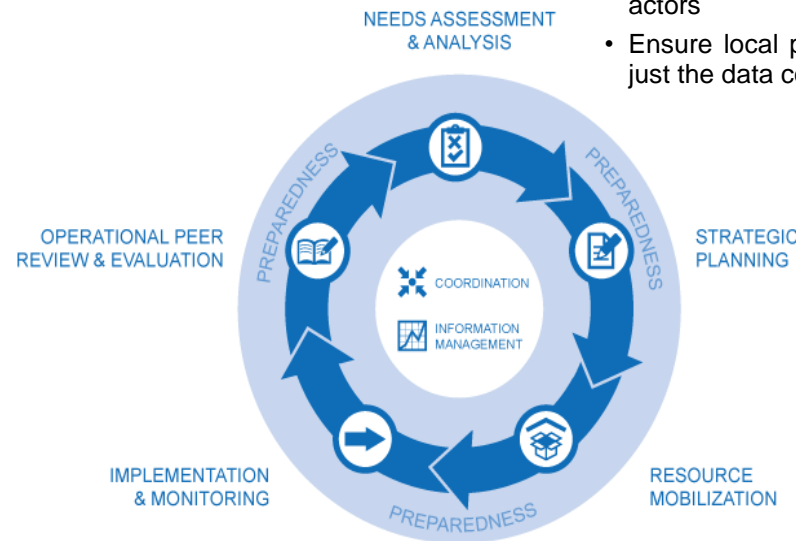 actors
• Ensure local p
just the data c
NEEDS ASSESSMENT
& ANALYSIS
PREPAREDNESS
PREPAREDNESS
OPERATIONAL PEER
REVIEW & EVALUATION
STRATEGIC
PLANNING
COORDINATION
INFORMATION
MANAGEMENT
IMPLEMENTATION
& MONITORING
RESOURCE
MOBILIZATION
PREPAREDNESS